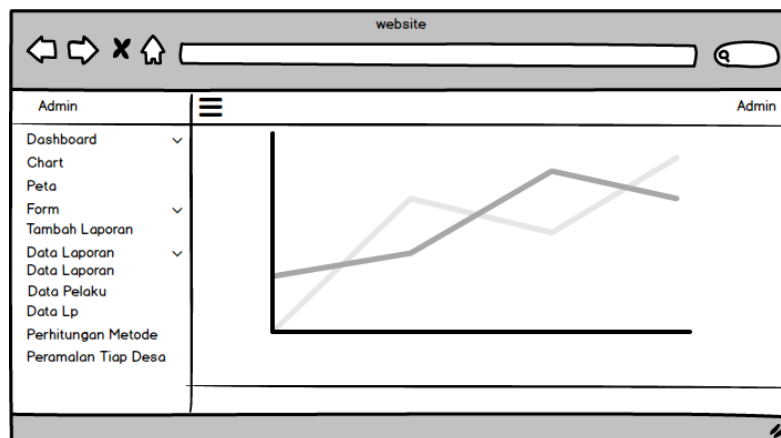 website
Admin
Admin
Dashboard
Chart
Peta
Form
Tambah Laporan
Data Laporan
Data Laporan
Data Pelaku
Data Lp
Perhitungan Metode
Peramalan Tiap Desa